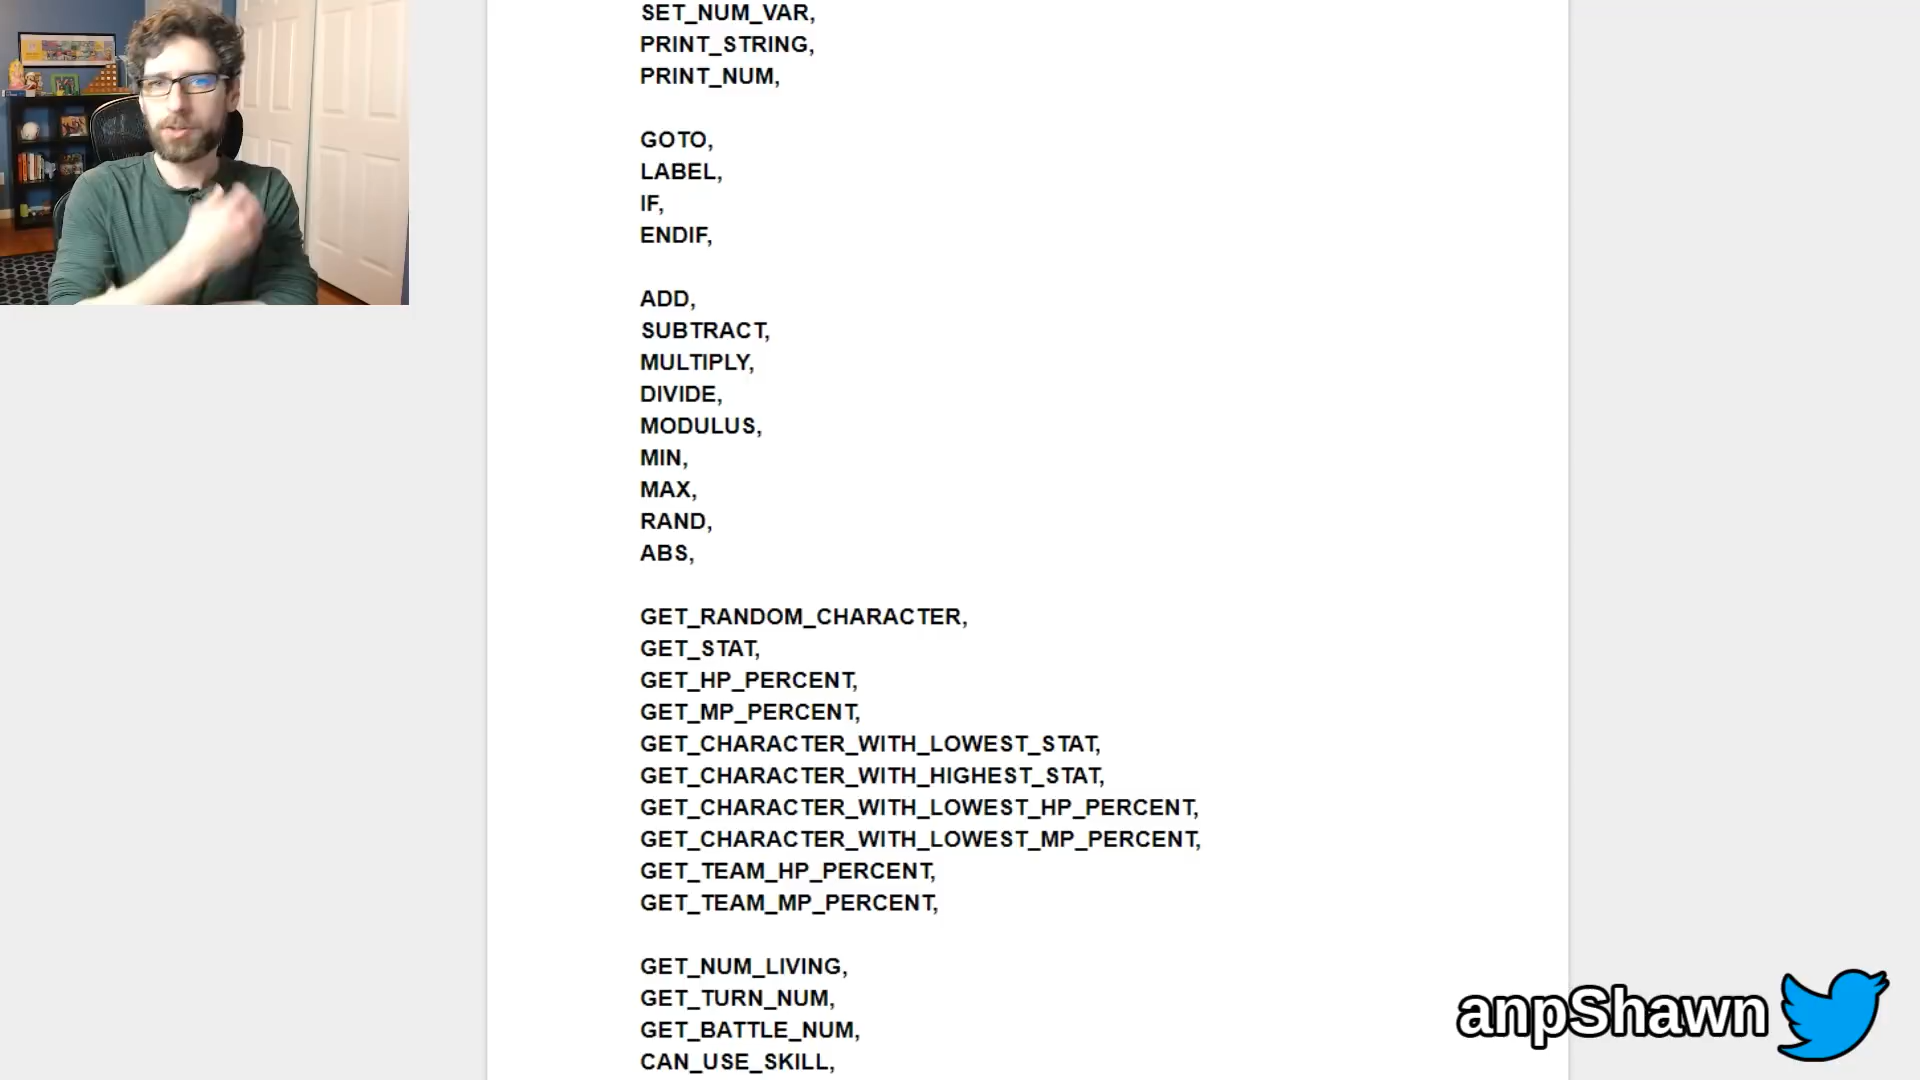 SET_NUM_VAR,
PRINT_STRING,
PRINT_NUM,
GOTO,
LABEL,
IF,
ENDIF,
ADD,
SUBTRACT,
MULTIPLY,
DIVIDE,
MODULUS,
MIN,
MAX,
RAND,
ABS,
GET_RANDOM_CHARACTER,
GET_STAT,
GET_HP_PERCENT,
GET_MP_PERCENT,
GET_CHARACTER_WITH_LOWEST_STAT,
GET_CHARACTER_WITH_HIGHEST_STAT,
GET_CHARACTER_WITH_LOWEST_HP_PERCENT,
GET_CHARACTER_WITH_LOWEST_MP_PERCENT,
GET_TEAM_HP_PERCENT,
GET_TEAM_MP_PERCENT,
GET_NUM_LIVING,
GET_TURN_NUM,
GET_BATTLE_NUM,
CAN_USE_SKILL,
anpShawn